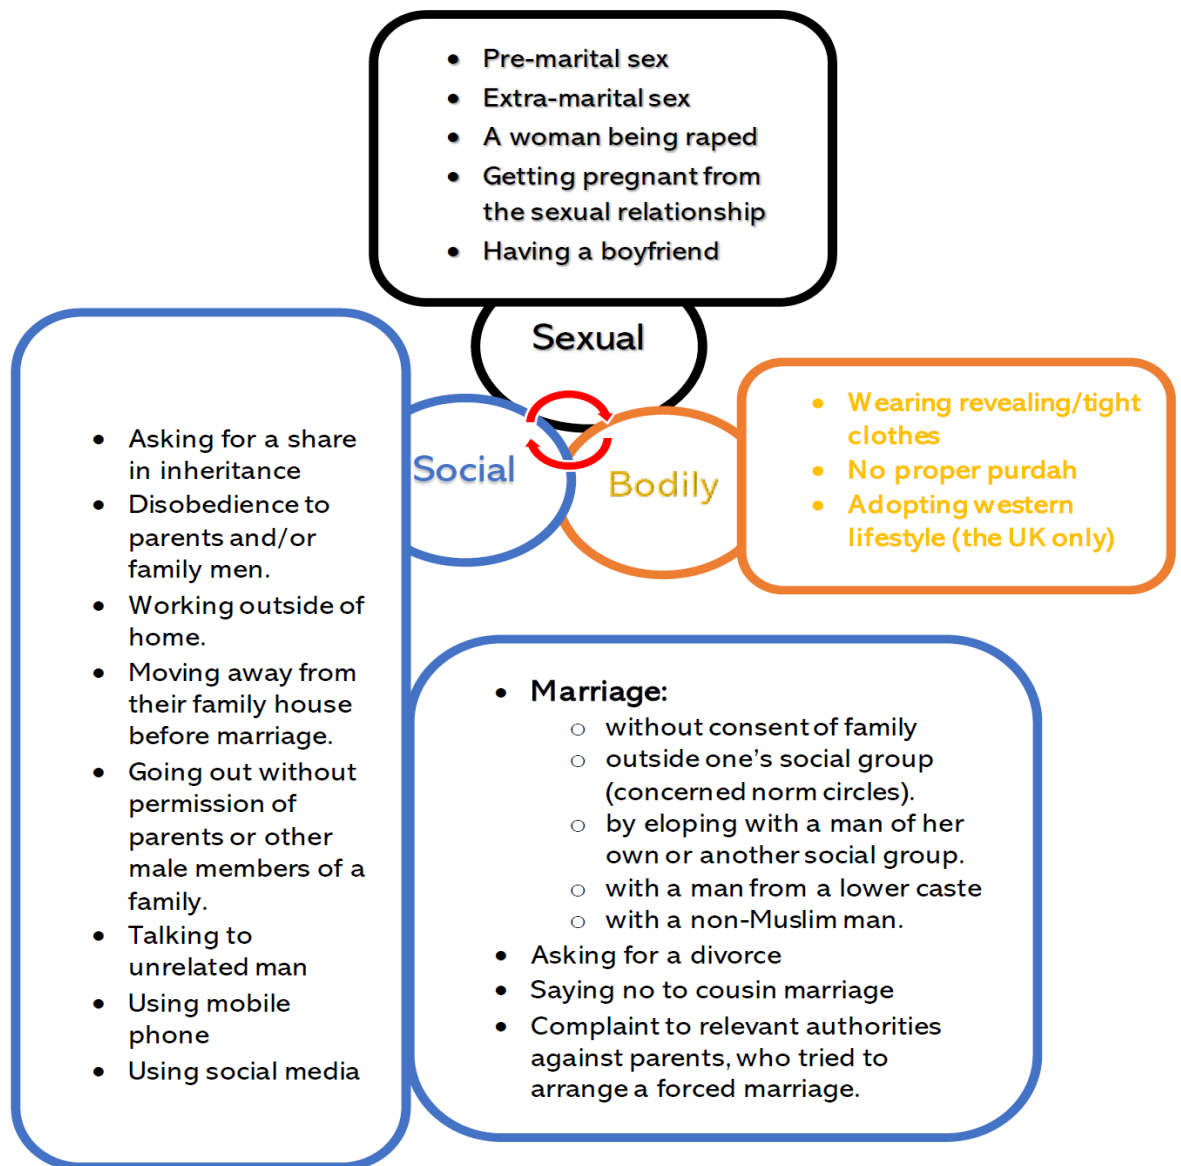 • Pre-marital sex
• Extra-marital sex
• A woman being raped
• Getting pregnant from
the sexual relationship
• Having a boyfriend
Sexual
Social
Bodily
• Wearing revealing/tight
clothes
• No proper purdah
• Adopting western
lifestyle (the UK only)
• Asking for a share
in inheritance
• Disobedience to
parents and/or
family men.
• Working outside of
home.
• Moving away from
their family house
before marriage.
• Going out without
permission of
parents or other
male members of a
family.
• Talking to
unrelated man
• Using mobile
phone
• Using social media
• Marriage:
○ without consent of family
○ outside one’s social group
(concerned norm circles).
○ by eloping with a man of her
own or another social group.
○ with a man from a lower caste
○ with a non-Muslim man.
• Asking for a divorce
• Saying no to cousin marriage
• Complaint to relevant authorities
against parents, who tried to
arrange a forced marriage.